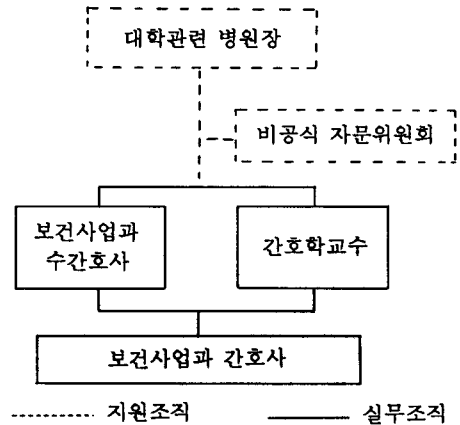 대학관련 병원장
비공식 자문위원회
보건사업과
수간호사
간호학교수
보건사업과 간호사
지원조직
실무조직